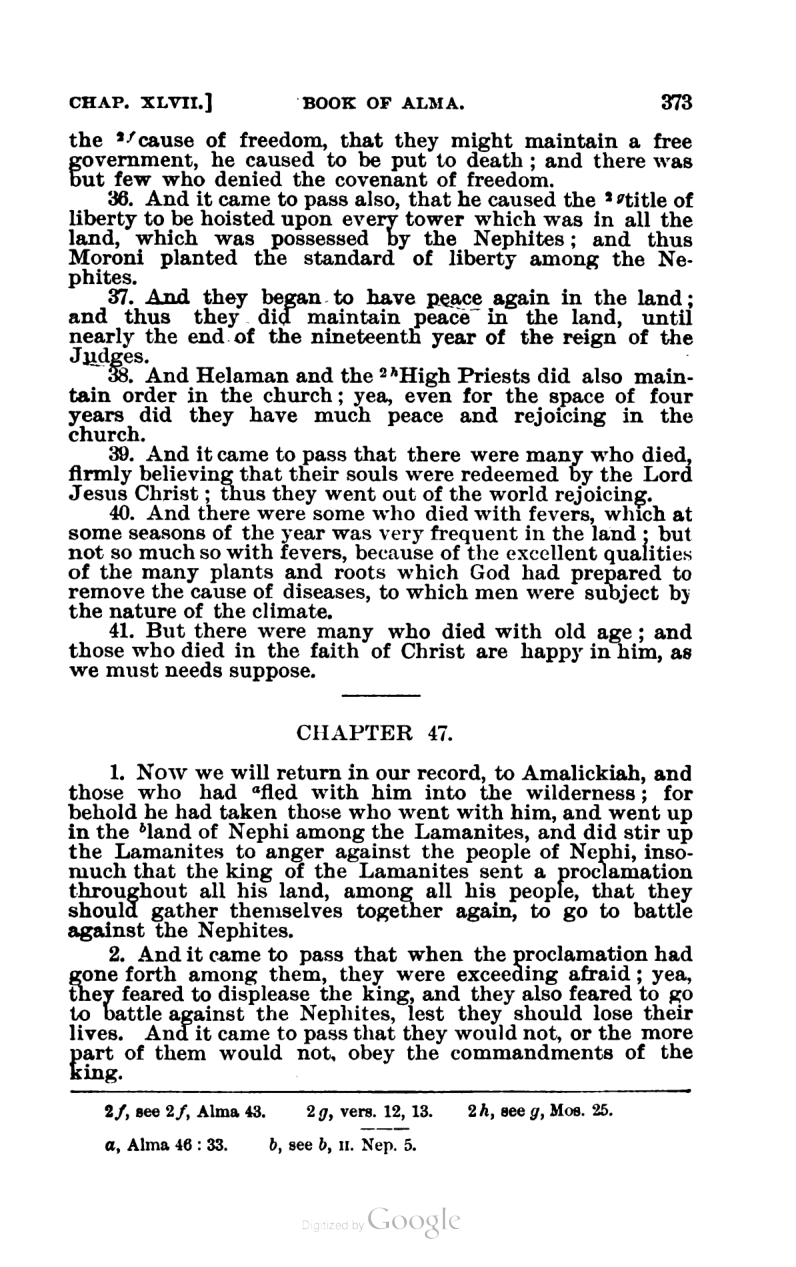 CHAP. XLVII.] BOOK OF ALMA. 373
the 2fcause of freedom, that they might maintain a free
government, he caused to be put to death ; and there was
but few who denied the covenant of freedom.
36. And it came to pass also, that he caused the 2gtitle of
liberty to be hoisted upon every tower which was in all the
land, which was possessed by the Nephites ; and thus
Moroni planted the standard of liberty among the Ne-
phites.
37. And they began to have peace again in the land ;
and thus they did maintain peace in the land, until
nearly the end of the nineteenth year of the reign of the
Judges.
38. And Helaman and the 2hHigh Priests did also main-
tain order in the church ; yea, even for the space of four
years did they have much peace and rejoicing in the
church.
39. And it came to pass that there were many who died,
firmly believing that their souls were redeemed by the Lord
Jesus Christ ; thus they went out of the world rejoicing.
40. And there were some who died with fevers, which at
some seasons of the year was very frequent in the land ; but
not so much so with fevers, because of the excellent qualities
of the many plants and roots which God had prepared to
remove the cause of diseases, to which men were subject by
the nature of the climate.
41. But there were many who died with old age ; and
those who died in the faith of Christ are happy in him, as
we must needs suppose.
CHAPTER 47.
1. Now we will return in our record, to Amalickiah, and
those who had afled with him into the wilderness ; for
behold he had taken those who went with him, and went up
in the bland of Nephi among the Lamanites, and did stir up
the Lamanites to anger against the people of Nephi, inso-
much that the king of the Lamanites sent a proclamation
throughout all his land, among all his people, that they
should gather themselves together again, to go to battle
against the Nephites.
2. And it came to pass that when the proclamation had
gone forth among them, they were exceeding afraid ; yea,
they feared to displease the king, and they also feared to go
to battle against the Nephites, lest they should lose their
lives. And it came to pass that they would not, or the more
part of them would not, obey the commandments of the
king.
2f, see 2f, Alma 43. 2g, vers. 12, 13. 2h, see g, Mos. 25.
a, Alma 46 : 33. b, see b, II. Nep. 5.
Digitized by Google